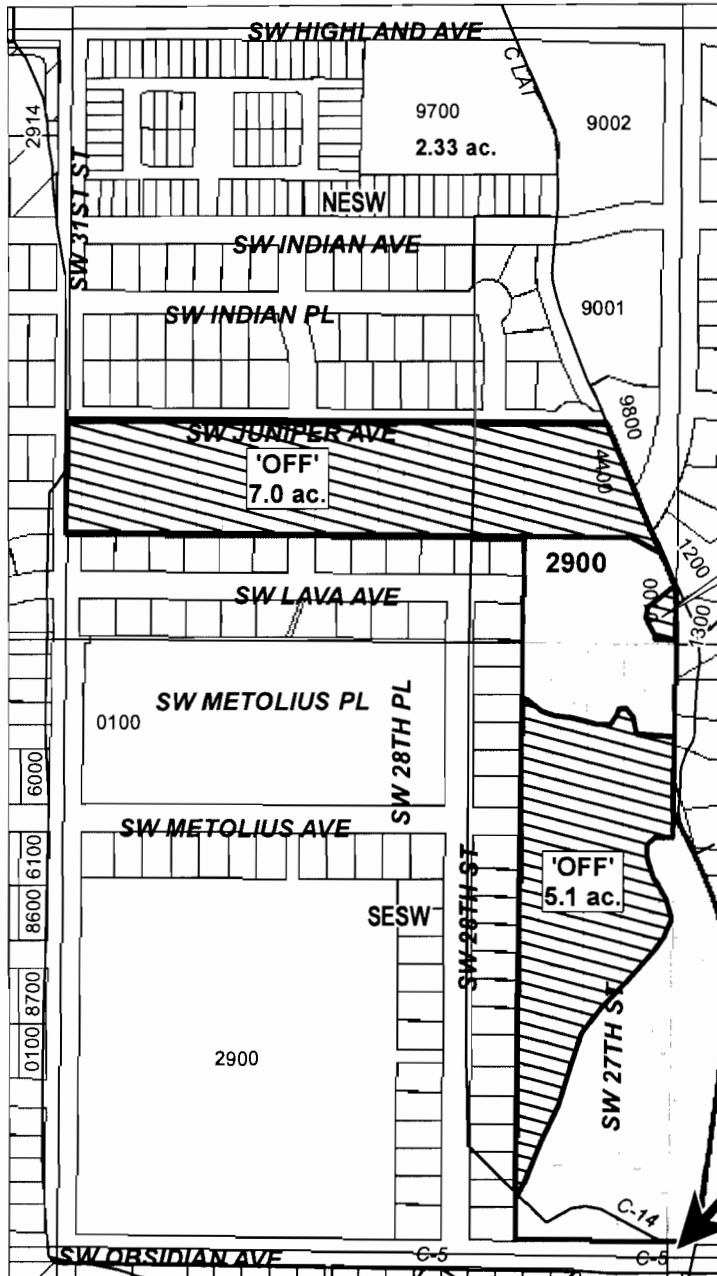 SW HIGHLAND AVE
C LAT
2914
9700
2.33 ac.
9002
SW 31ST ST
NESW
SW INDIAN AVE
SW INDIAN PL
9001
9800
SW JUNIPER AVE
'OFF'
7.0 ac.
4400
2900
1200
1300
SW LAVA AVE
SW METOLIUS PL
0100
SW 28TH PL
6000
SW METOLIUS AVE
6100
'OFF'
5.1 ac.
SW 28TH ST
8600
SESW
8700
0100
2900
SW 27TH ST
C-14
SW OBSIDIAN AVE
C-5
C-5